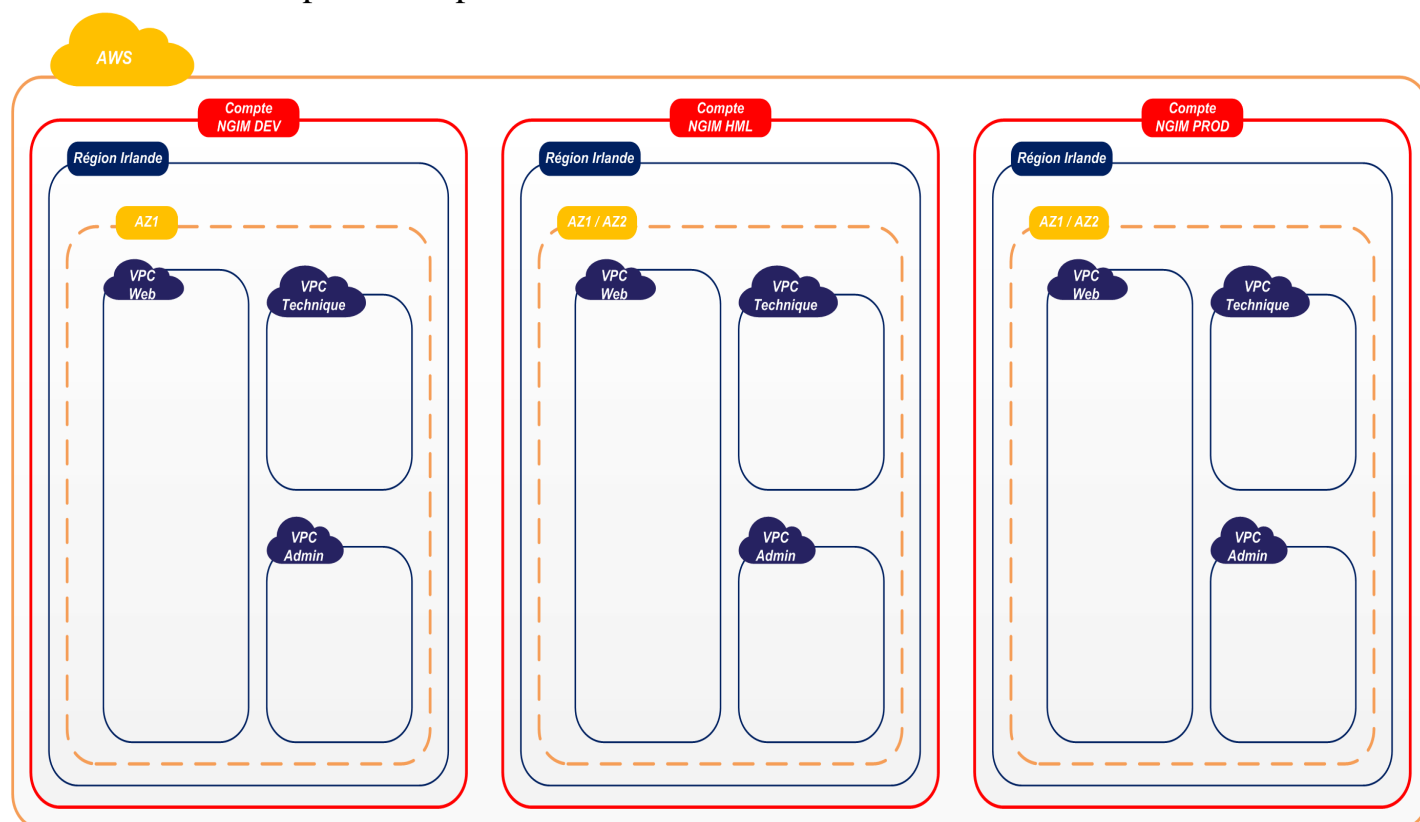 AWS
Compte
NGIM DEV
Région Irlande
AZ1
VPC
Web
VPC
Technique
VPC
Admin
Compte
NGIM HML
Région Irlande
AZ1 / AZ2
VPC
Web
VPC
Technique
VPC
Admin
Compte
NGIM PROD
Région Irlande
AZ1 / AZ2
VPC
Web
VPC
Technique
VPC
Admin